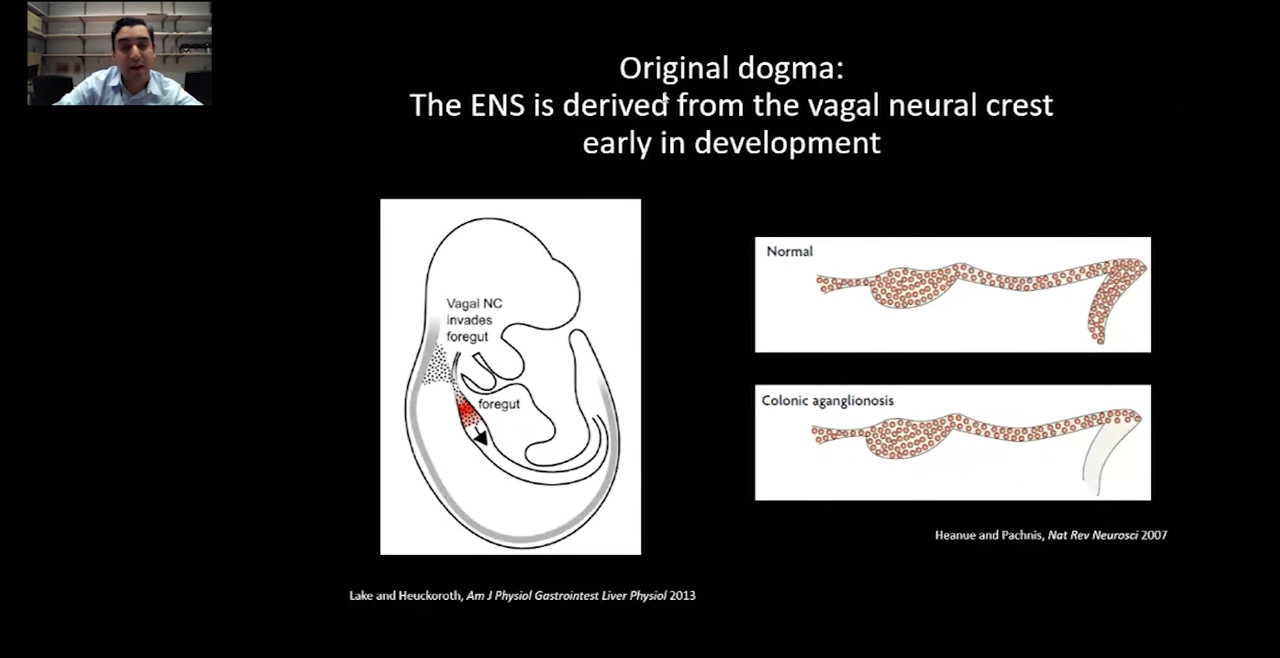 Original dogma:
The ENS is derived from the vagal neural crest
early in development
Vagal NC
invades
foregut
foregut
Normal
Colonic aganglionosis
Heanue and Pachnis, Nat Rev Neurosci 2007
Lake and Heuckoroth, Am J Physiol Gastrointest Liver Physiol 2013